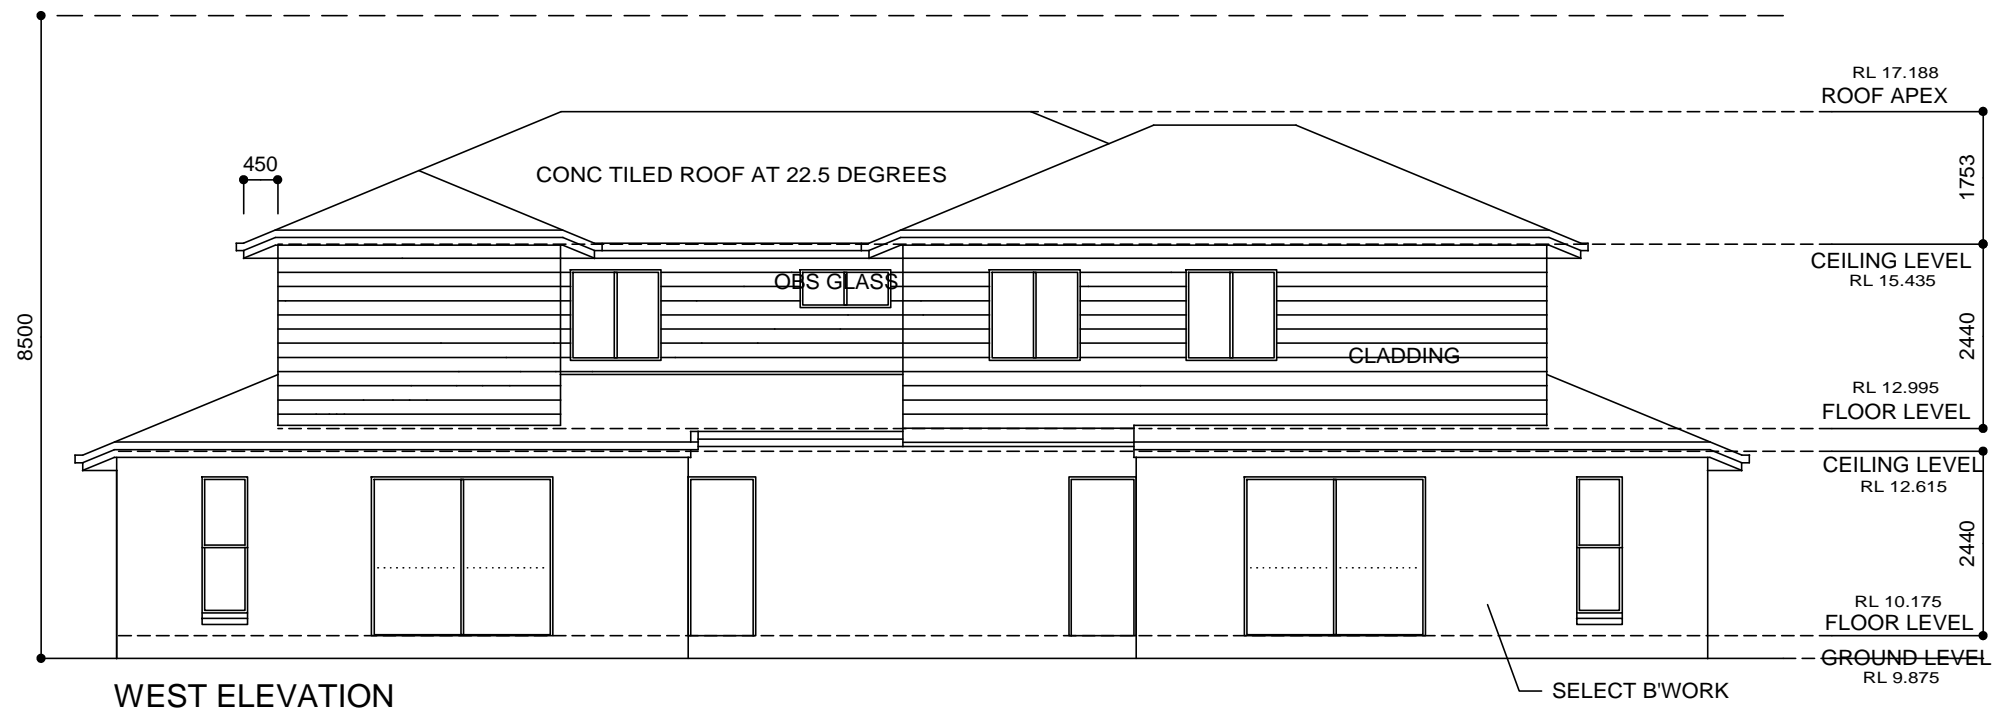 RL 17.188
ROOF APEX
450
CONC TILED ROOF AT 22.5 DEGREES
1753
CEILING LEVEL
RL 15.435
OBS GLASS
8500
2440
CLADDING
RL 12.995
FLOOR LEVEL
CEILING LEVEL
RL 12.615
2440
RL 10.175
FLOOR LEVEL
GROUND LEVEL
RL 9.875
WEST ELEVATION
SELECT B'WORK